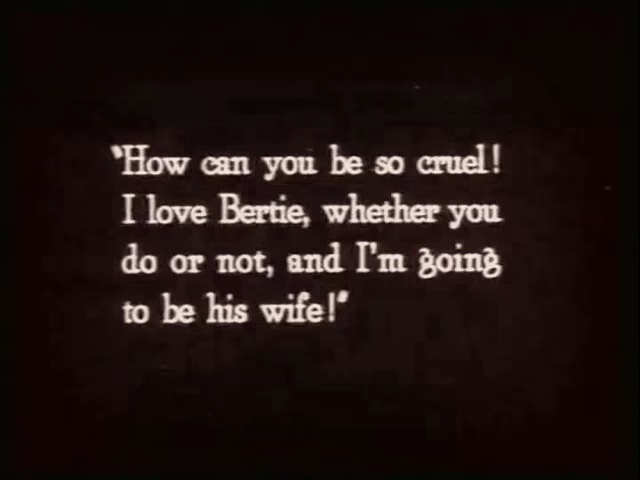 "How can you be so cruel!
I love Bertie, whether you
do or not, and I'm going
to be his wife!"